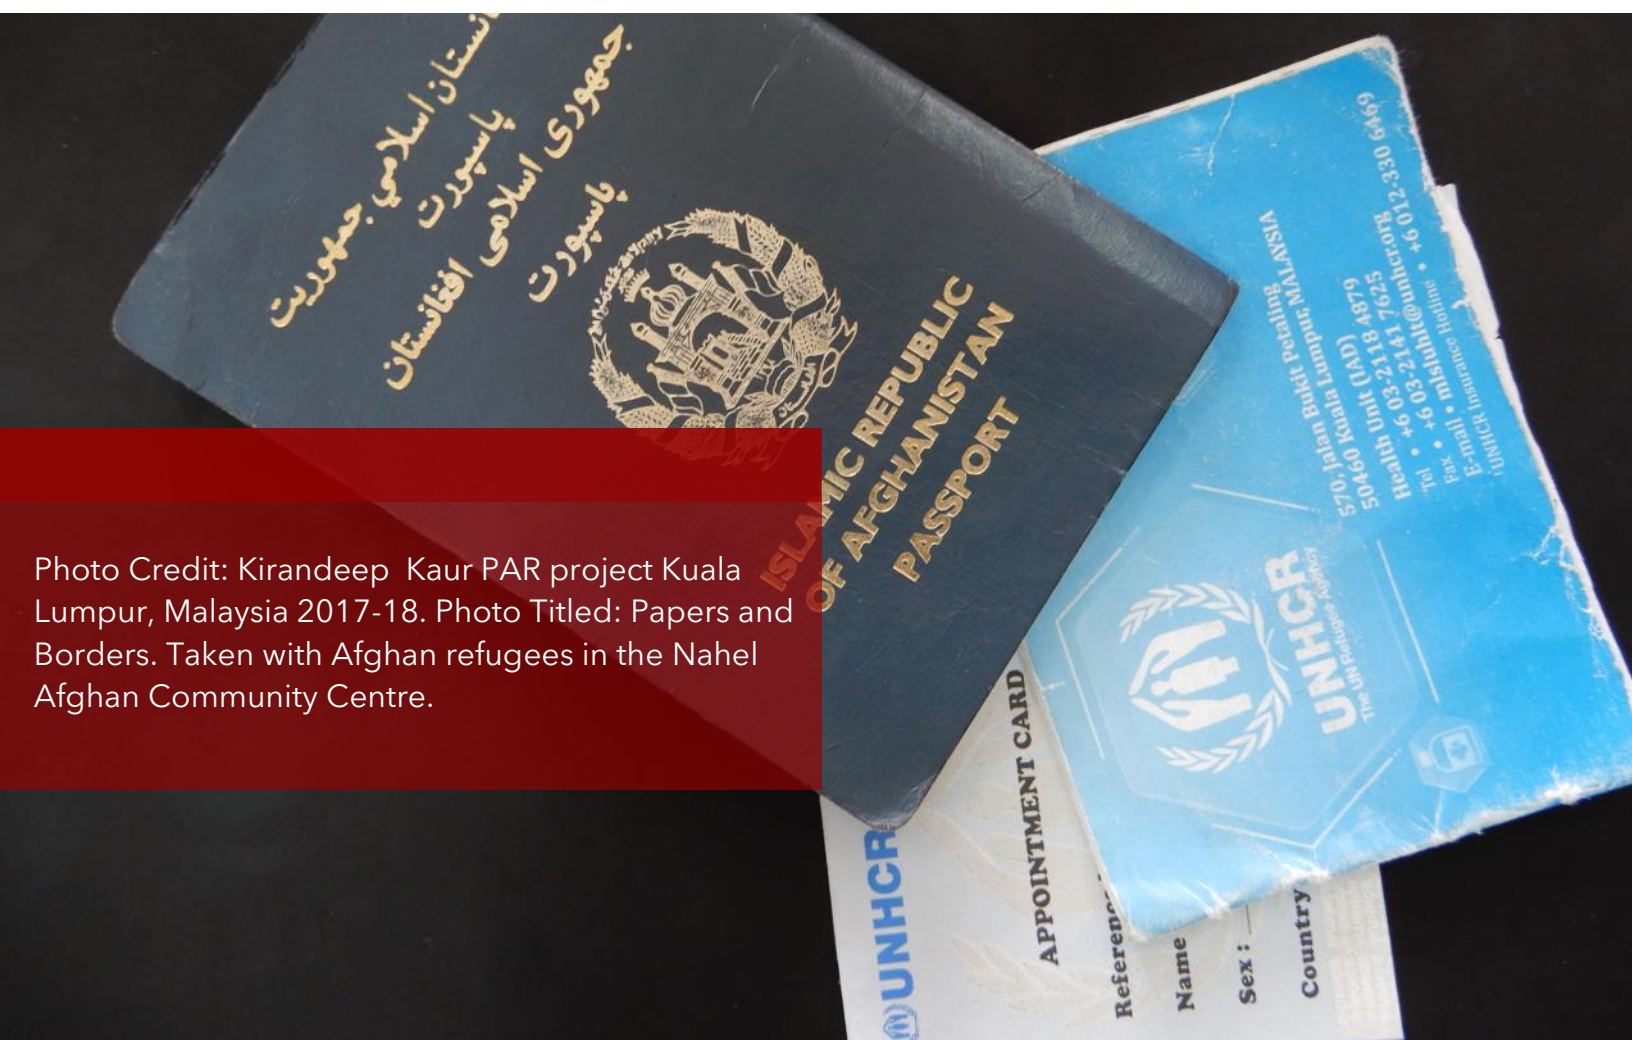 افغانستان اسلامي جمهوريت
پاسپورت
جمهوری اسلامی افغانستان
پاسپورت
ISLAMIC REPUBLIC
OF AFGHANISTAN
PASSPORT
570, Jalan Bukit Petaling
50460 Kuala Lumpur, MALAYSIA
Health Unit (IAD)
Tel • +6 03-2118 4879
Fax • +6 03-2141 7625
E-mail • mlsluhit@unhcr.org
UNHCR Insurance Hotline • +6 012-330 6469
UNHCR
The UN Refugee Agency
UNHCR
APPOINTMENT CARD
Reference
Name
Sex :
Country
Photo Credit: Kirandeep Kaur PAR project Kuala
Lumpur, Malaysia 2017-18. Photo Titled: Papers and
Borders. Taken with Afghan refugees in the Nahel
Afghan Community Centre.